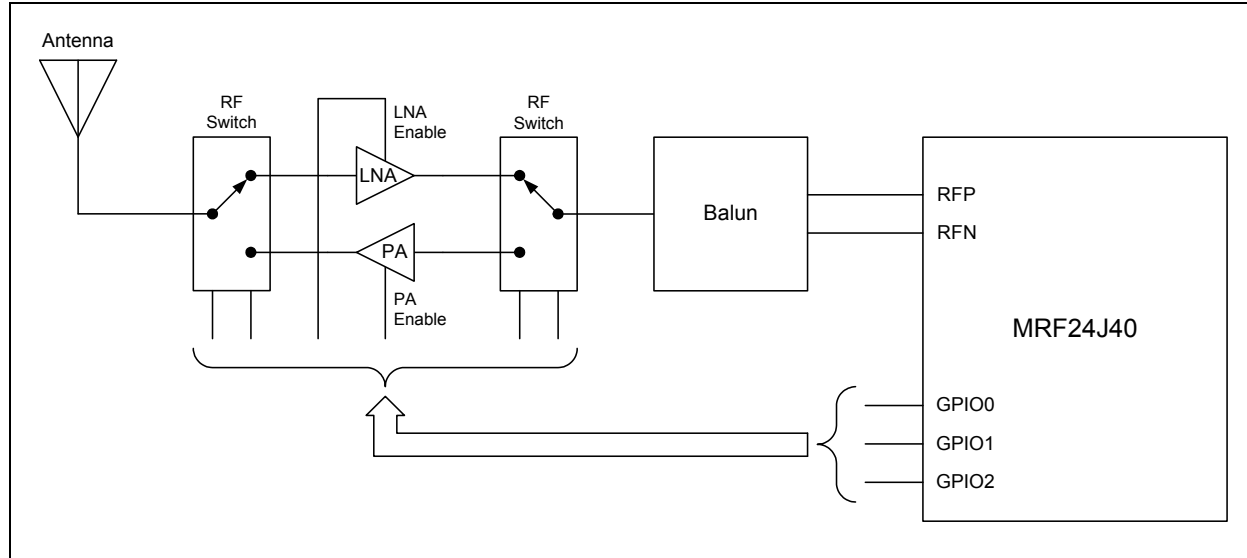 Antenna
RF
Switch
LNA
Enable
RF
Switch
LNA
PA
PA
Enable
Balun
RFP
RFN
MRF24J40
GPIO0
GPIO1
GPIO2